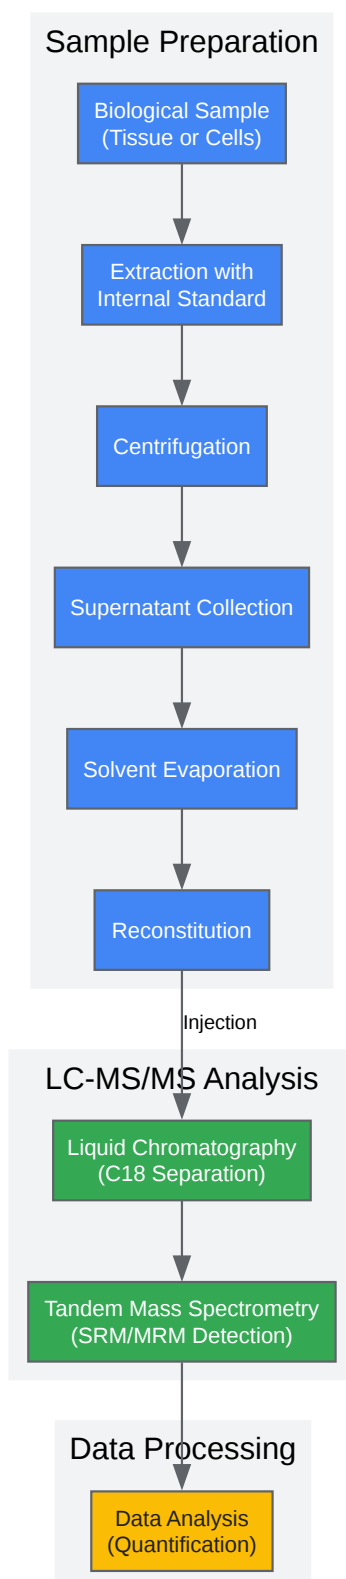 Sample Preparation
Biological Sample
(Tissue or Cells)
Extraction with
Internal Standard
Centrifugation
Supernatant Collection
Solvent Evaporation
Reconstitution
Injection
LC-MS/MS Analysis
Liquid Chromatography
(C18 Separation)
Tandem Mass Spectrometry
(SRM/MRM Detection)
Data Processing
Data Analysis
(Quantification)